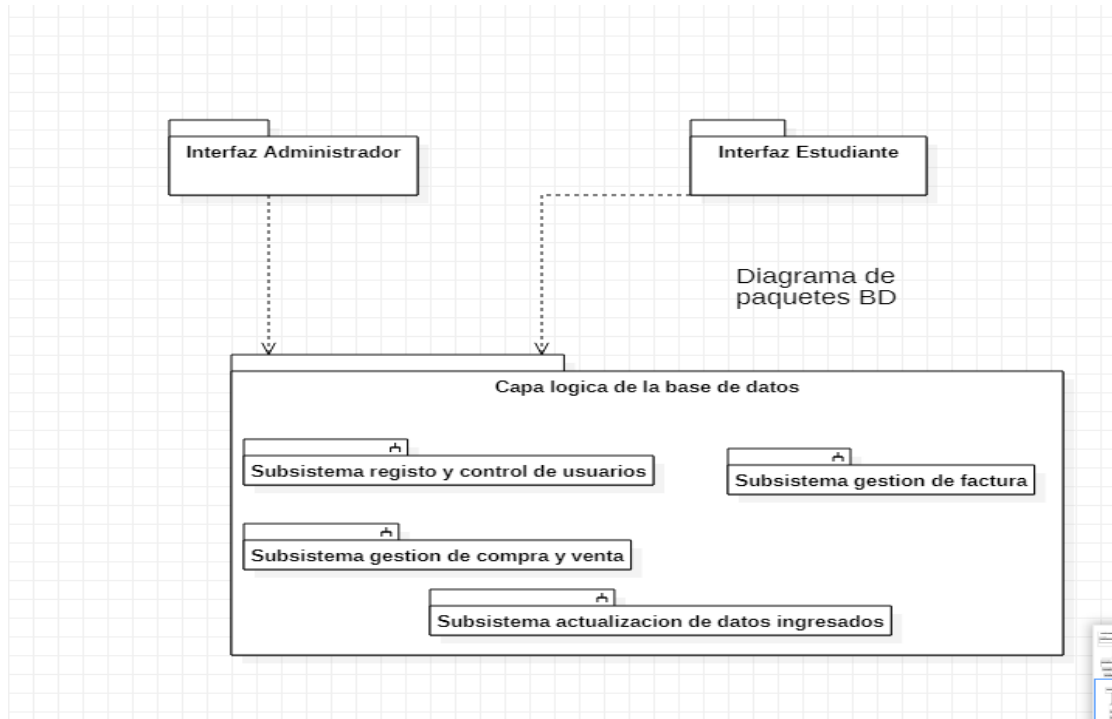 Interfaz Administrador
Interfaz Estudiante
Diagrama de
paquetes BD
Capa logica de la base de datos
Subsistema registo y control de usuarios
Subsistema gestion de factura
Subsistema gestion de compra y venta
Subsistema actualizacion de datos ingresados